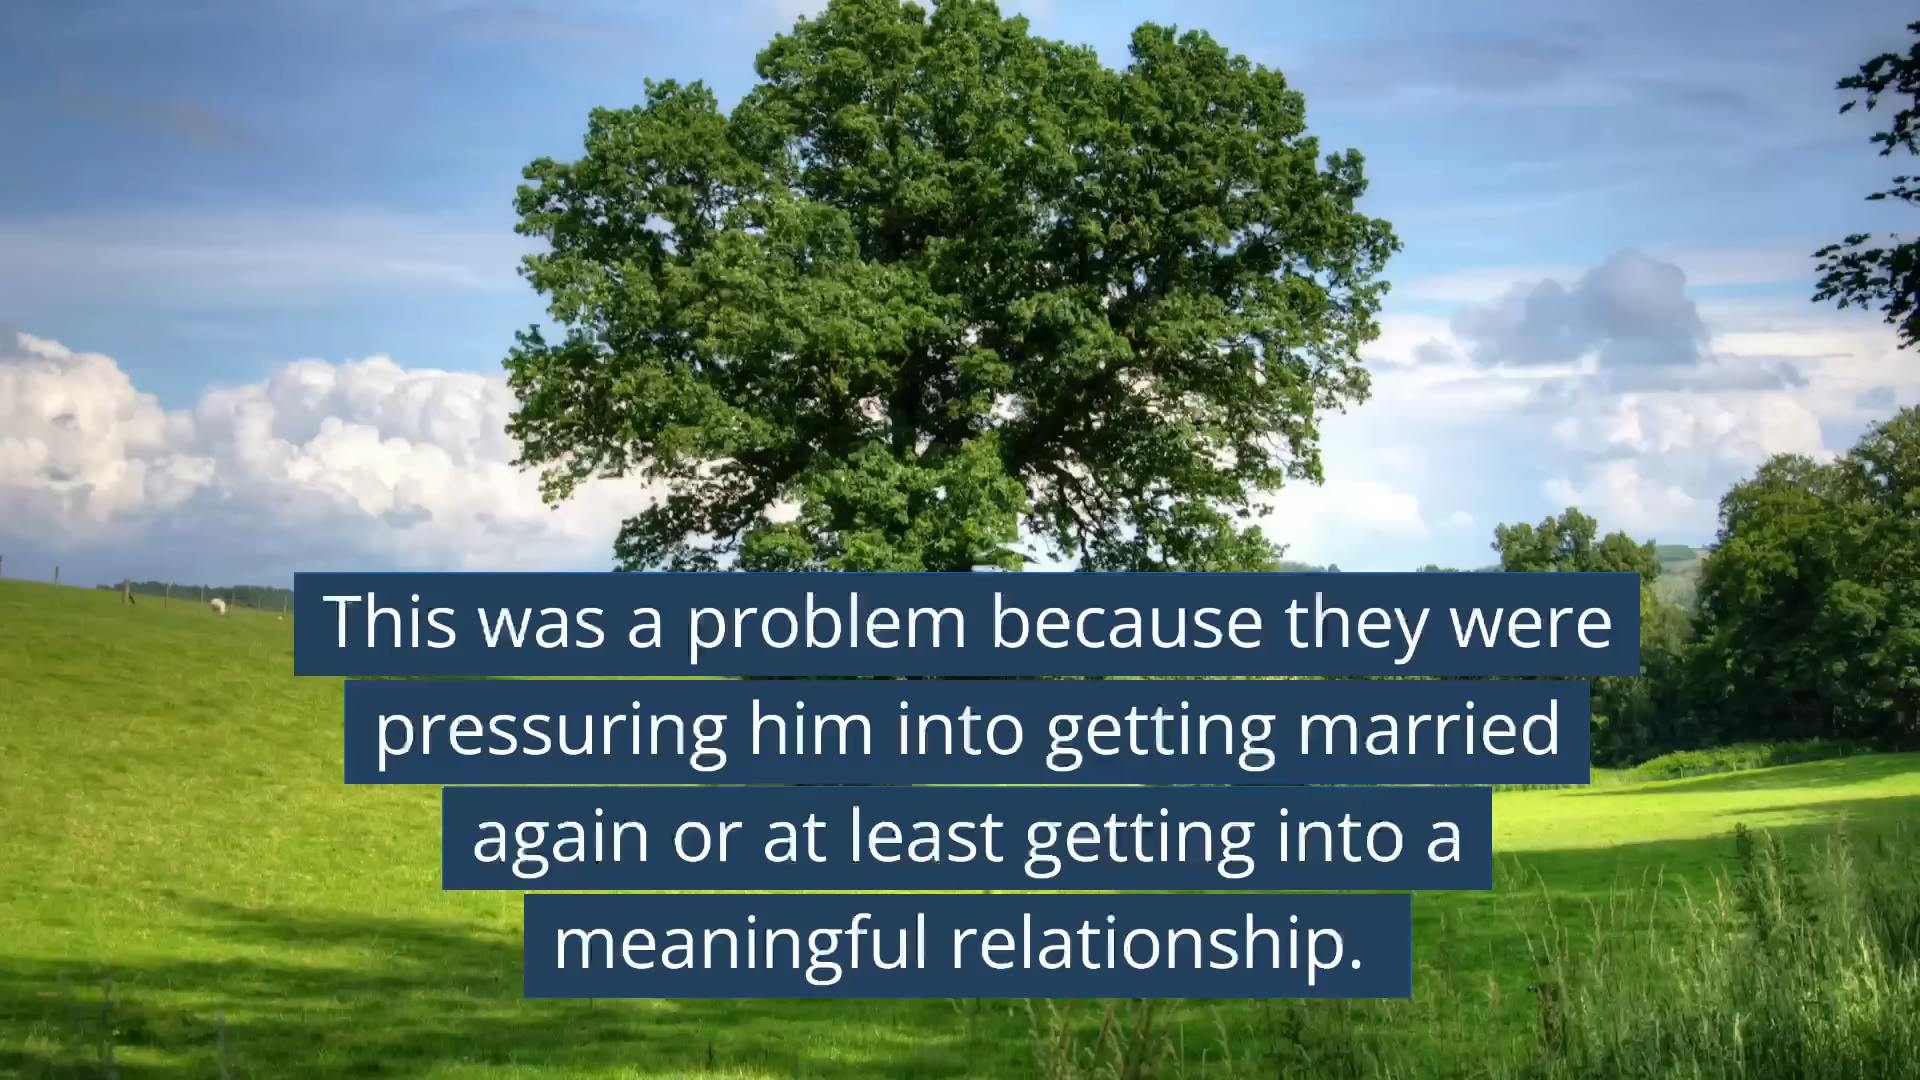 This was a problem because they were
pressuring him into getting married
again or at least getting into a
meaningful relationship.